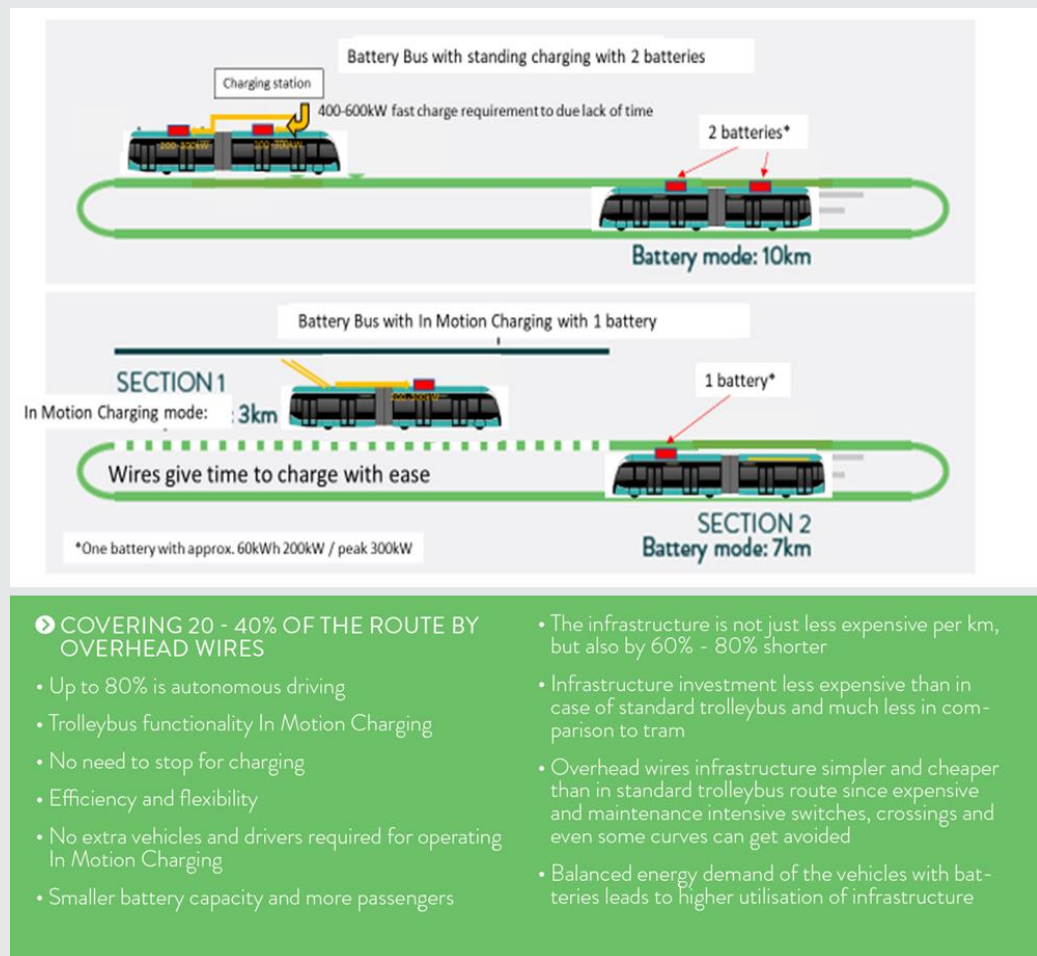 Battery Bus with standing charging with 2 batteries
Charging station
400-600kW fast charge requirement to due lack of time
2 batteries*
Battery mode: 10km
Battery Bus with In Motion Charging with 1 battery
SECTION 1
In Motion Charging mode: 3km
1 battery*
Wires give time to charge with ease
SECTION 2
Battery mode: 7km
*One battery with approx. 60kWh 200kW / peak 300kW
COVERING 20 - 40% OF THE ROUTE BY
OVERHEAD WIRES
• Up to 80% is autonomous driving
• Trolleybus functionality In Motion Charging
• No need to stop for charging
• Efficiency and flexibility
• No extra vehicles and drivers required for operating
In Motion Charging
• Smaller battery capacity and more passengers
• The infrastructure is not just less expensive per km,
but also by 60% - 80% shorter
• Infrastructure investment less expensive than in
case of standard trolleybus and much less in com-
parison to tram
• Overhead wires infrastructure simpler and cheaper
than in standard trolleybus route since expensive
and maintenance intensive switches, crossings and
even some curves can get avoided
• Balanced energy demand of the vehicles with bat-
teries leads to higher utilisation of infrastructure